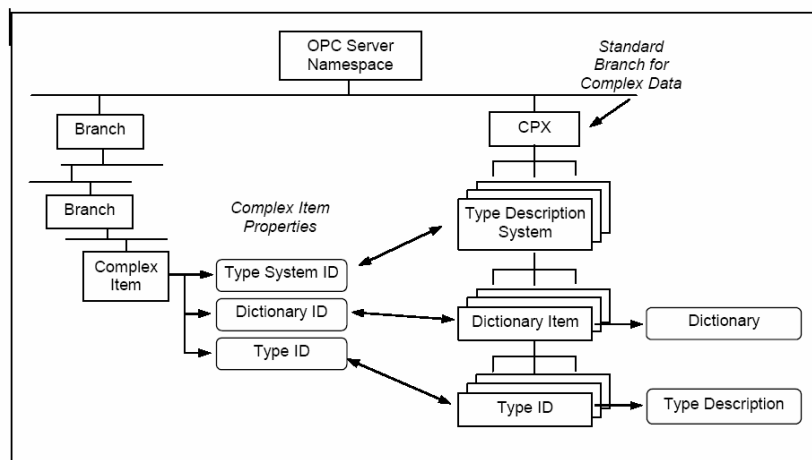 OPC Server
Namespace
Standard
Branch for
Complex Data
Branch
CPX
Branch
Complex Item
Properties
Type Description
System
Complex
Item
Type System ID
Dictionary ID
Dictionary Item
Dictionary
Type ID
Type ID
Type Description